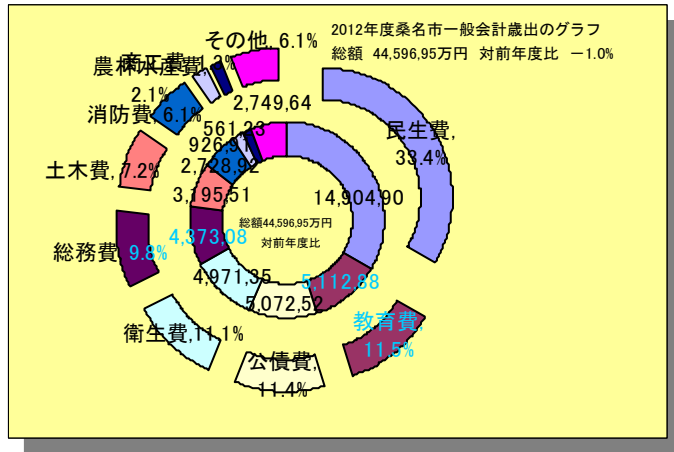 2012年度桑名市一般会計歳出のグラフ
総額 44,596,95万円 対前年度比 －1.0%
その他, 6.1%
商工費, 1.3%
農林水産費,
2.1%
消防費, 6.1%
土木費, 7.2%
総務費, 9.8%
衛生費, 11.1%
公債費,
11.4%
教育費,
11.5%
民生費,
33.4%
2,749,64
561,23
926,91
2,728,92
3,195,51
4,373,08
4,971,35
5,072,52
5,112,88
14,904,90
総額44,596,95万円
対前年度比